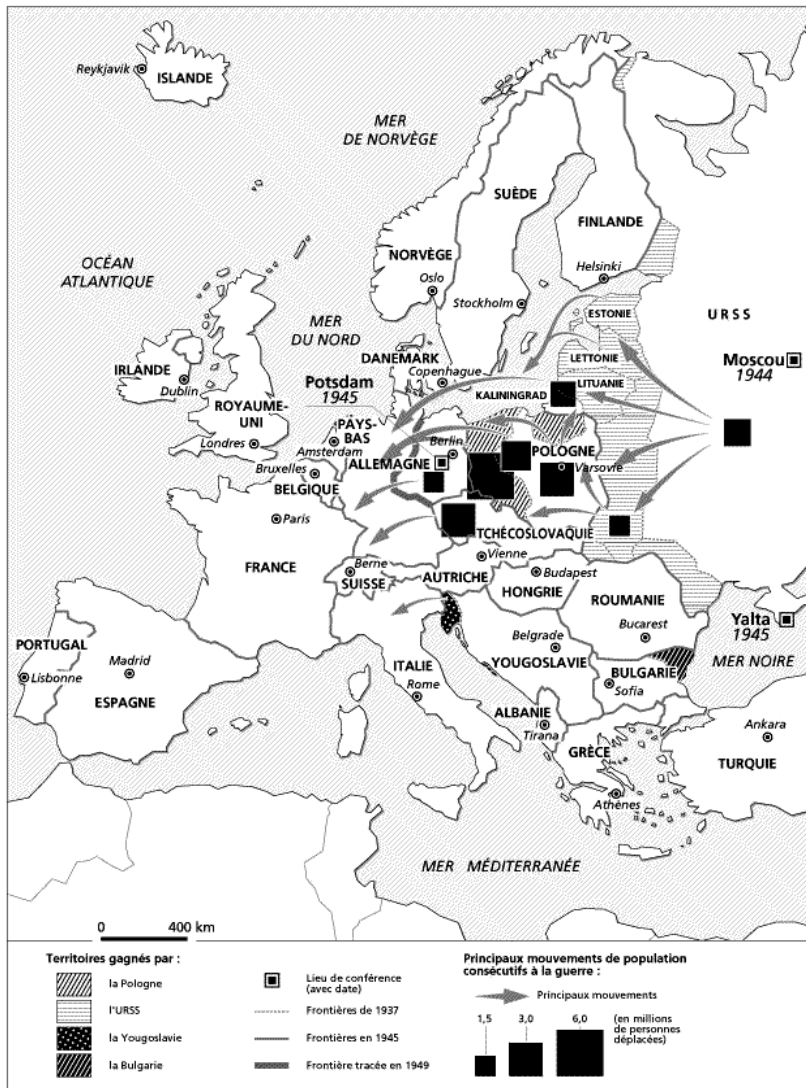 Reykjavik
ISLANDE
MER
DE NORVÈGE
SUÈDE
FINLANDE
NORVÈGE
OCÉAN
ATLANTIQUE
Oslo
Helsinki
Stockholm
ESTONIE
URSS
MER
DU NORD
LETTONIE
Moscou
1944
DANEMARK
IRLANDE
Copenhague
LITUANIE
Potsdam
1945
KALININGRAD
Dublin
ROYAUME-
UNI
PAYS-
BAS
Londres
Amsterdam
Berlin
POLOGNE
ALLEMAGNE
Varsovie
Bruxelles
BELGIQUE
Paris
TCHÉCOSLOVAQUIE
Vienne
FRANCE
Berne
SUISSE
AUTRICHE
Budapest
HONGRIE
ROUMANIE
Yalta
1945
Bucarest
Belgrade
PORTUGAL
Madrid
ITALIE
YOUGOSLAVIE
MER NOIRE
Lisbonne
BULGARIE
Sofia
Rome
ESPAGNE
ALBANIE
Tirana
Ankara
GRÈCE
TURQUIE
Athènes
MER MÉDITERRANÉE
0 400 km
Territoires gagnés par :
la Pologne
l'URSS
la Yougoslavie
la Bulgarie
Lieu de conférence
(avec date)
Frontières de 1937
Frontières en 1945
Frontière tracée en 1949
Principaux mouvements de population
consécutifs à la guerre :
Principaux mouvements
1,5 3,0 6,0 (en millions
de personnes
déplacées)